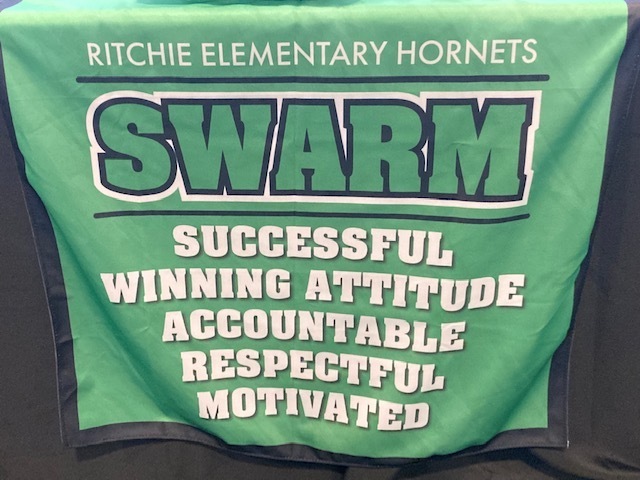 RITCHIE ELEMENTARY HORNETS
SWARM
SUCCESSFUL
WINNING ATTITUDE
ACCOUNTABLE
RESPECTFUL
MOTIVATED